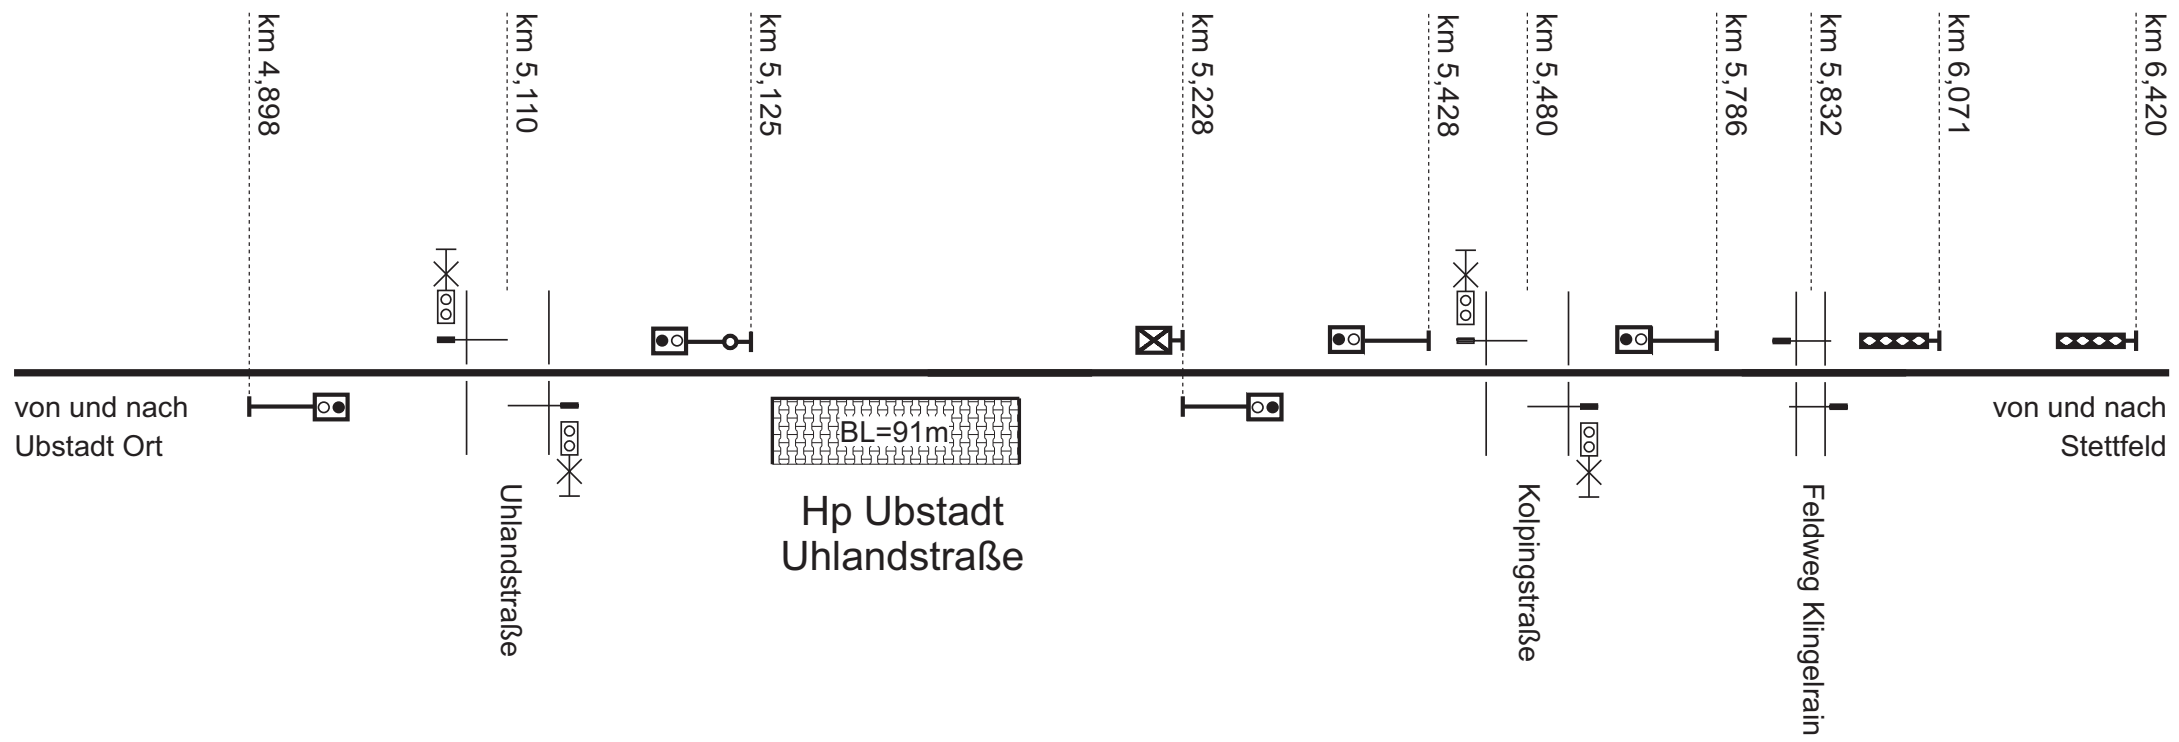 km 4,898
km 5,110
km 5,125
km 5,228
km 5,428
km 5,480
km 5,786
km 5,832
km 6,071
km 6,420
von und nach
Ubstadt Ort
BL=91m
von und nach
Stettfeld
Uhlandstraße
Hp Ubstadt
Uhlandstraße
Kolpingstraße
Feldweg Klingelrain